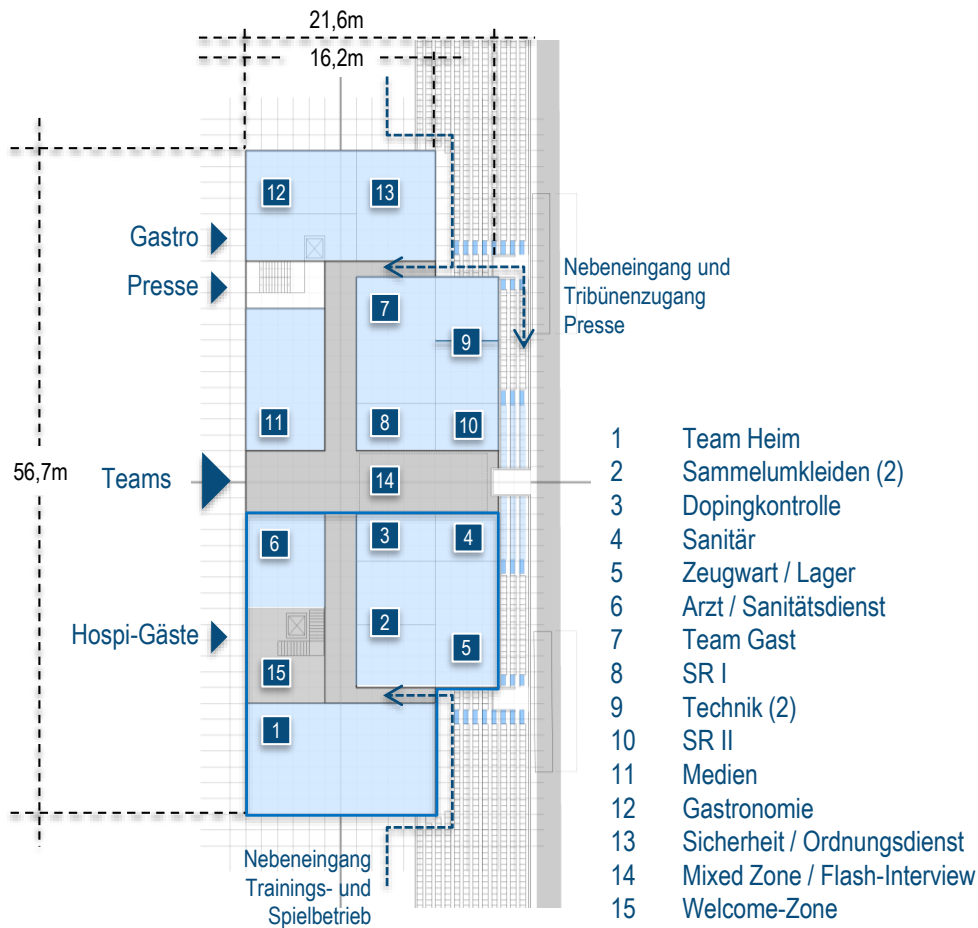 21,6m
16,2m
12
13
Gastro
Presse
Nebeneingang und
Tribünenzugang
Presse
7
9
11
8
10
56,7m
Teams
14
6
3
4
Hospi-Gäste
2
15
5
1
Nebeneingang
Trainings- und
Spielbetrieb
1 Team Heim
2 Sammelumkleiden (2)
3 Dopingkontrolle
4 Sanitär
5 Zeugwart / Lager
6 Arzt / Sanitätsdienst
7 Team Gast
8 SR I
9 Technik (2)
10 SR II
11 Medien
12 Gastronomie
13 Sicherheit / Ordnungsdienst
14 Mixed Zone / Flash-Interview
15 Welcome-Zone